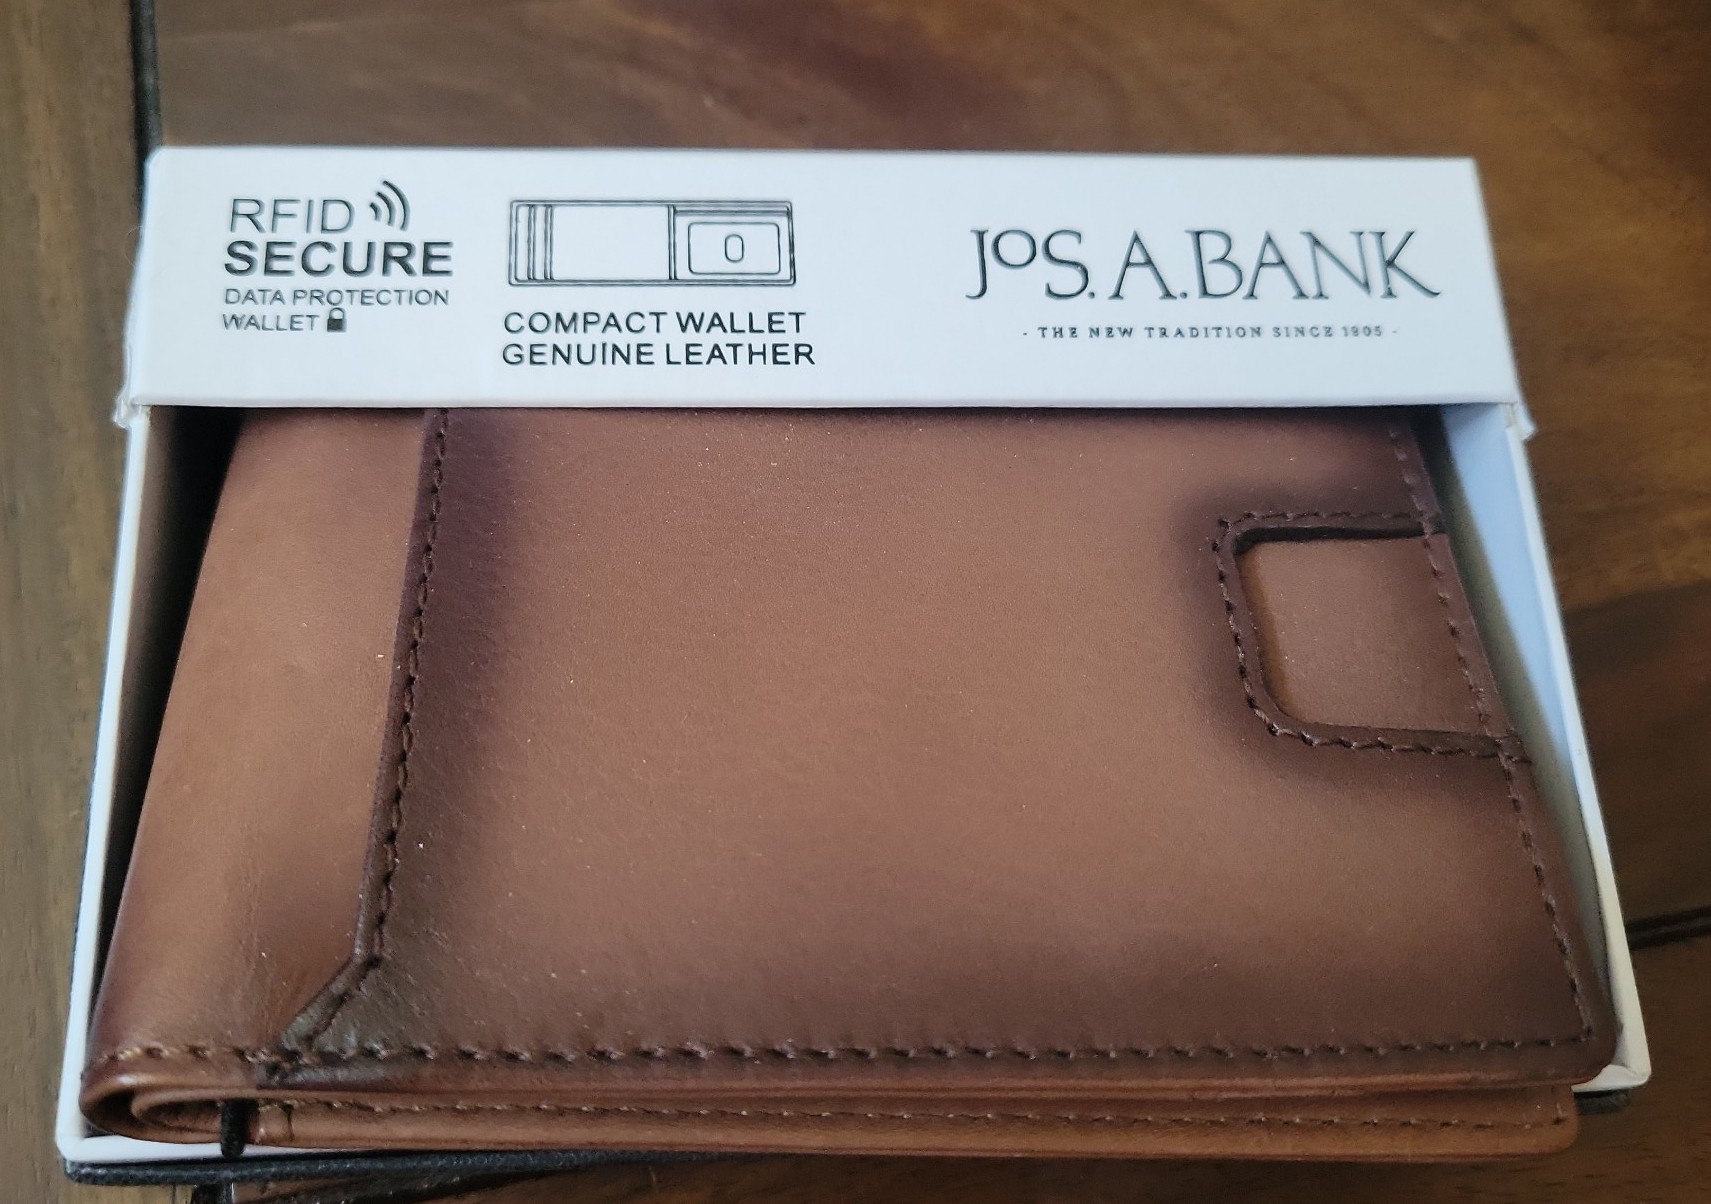 RFID
SECURE
DATA PROTECTION
WALLET
COMPACT WALLET
GENUINE LEATHER
JOS. A. BANK
- THE NEW TRADITION SINCE 1905 -